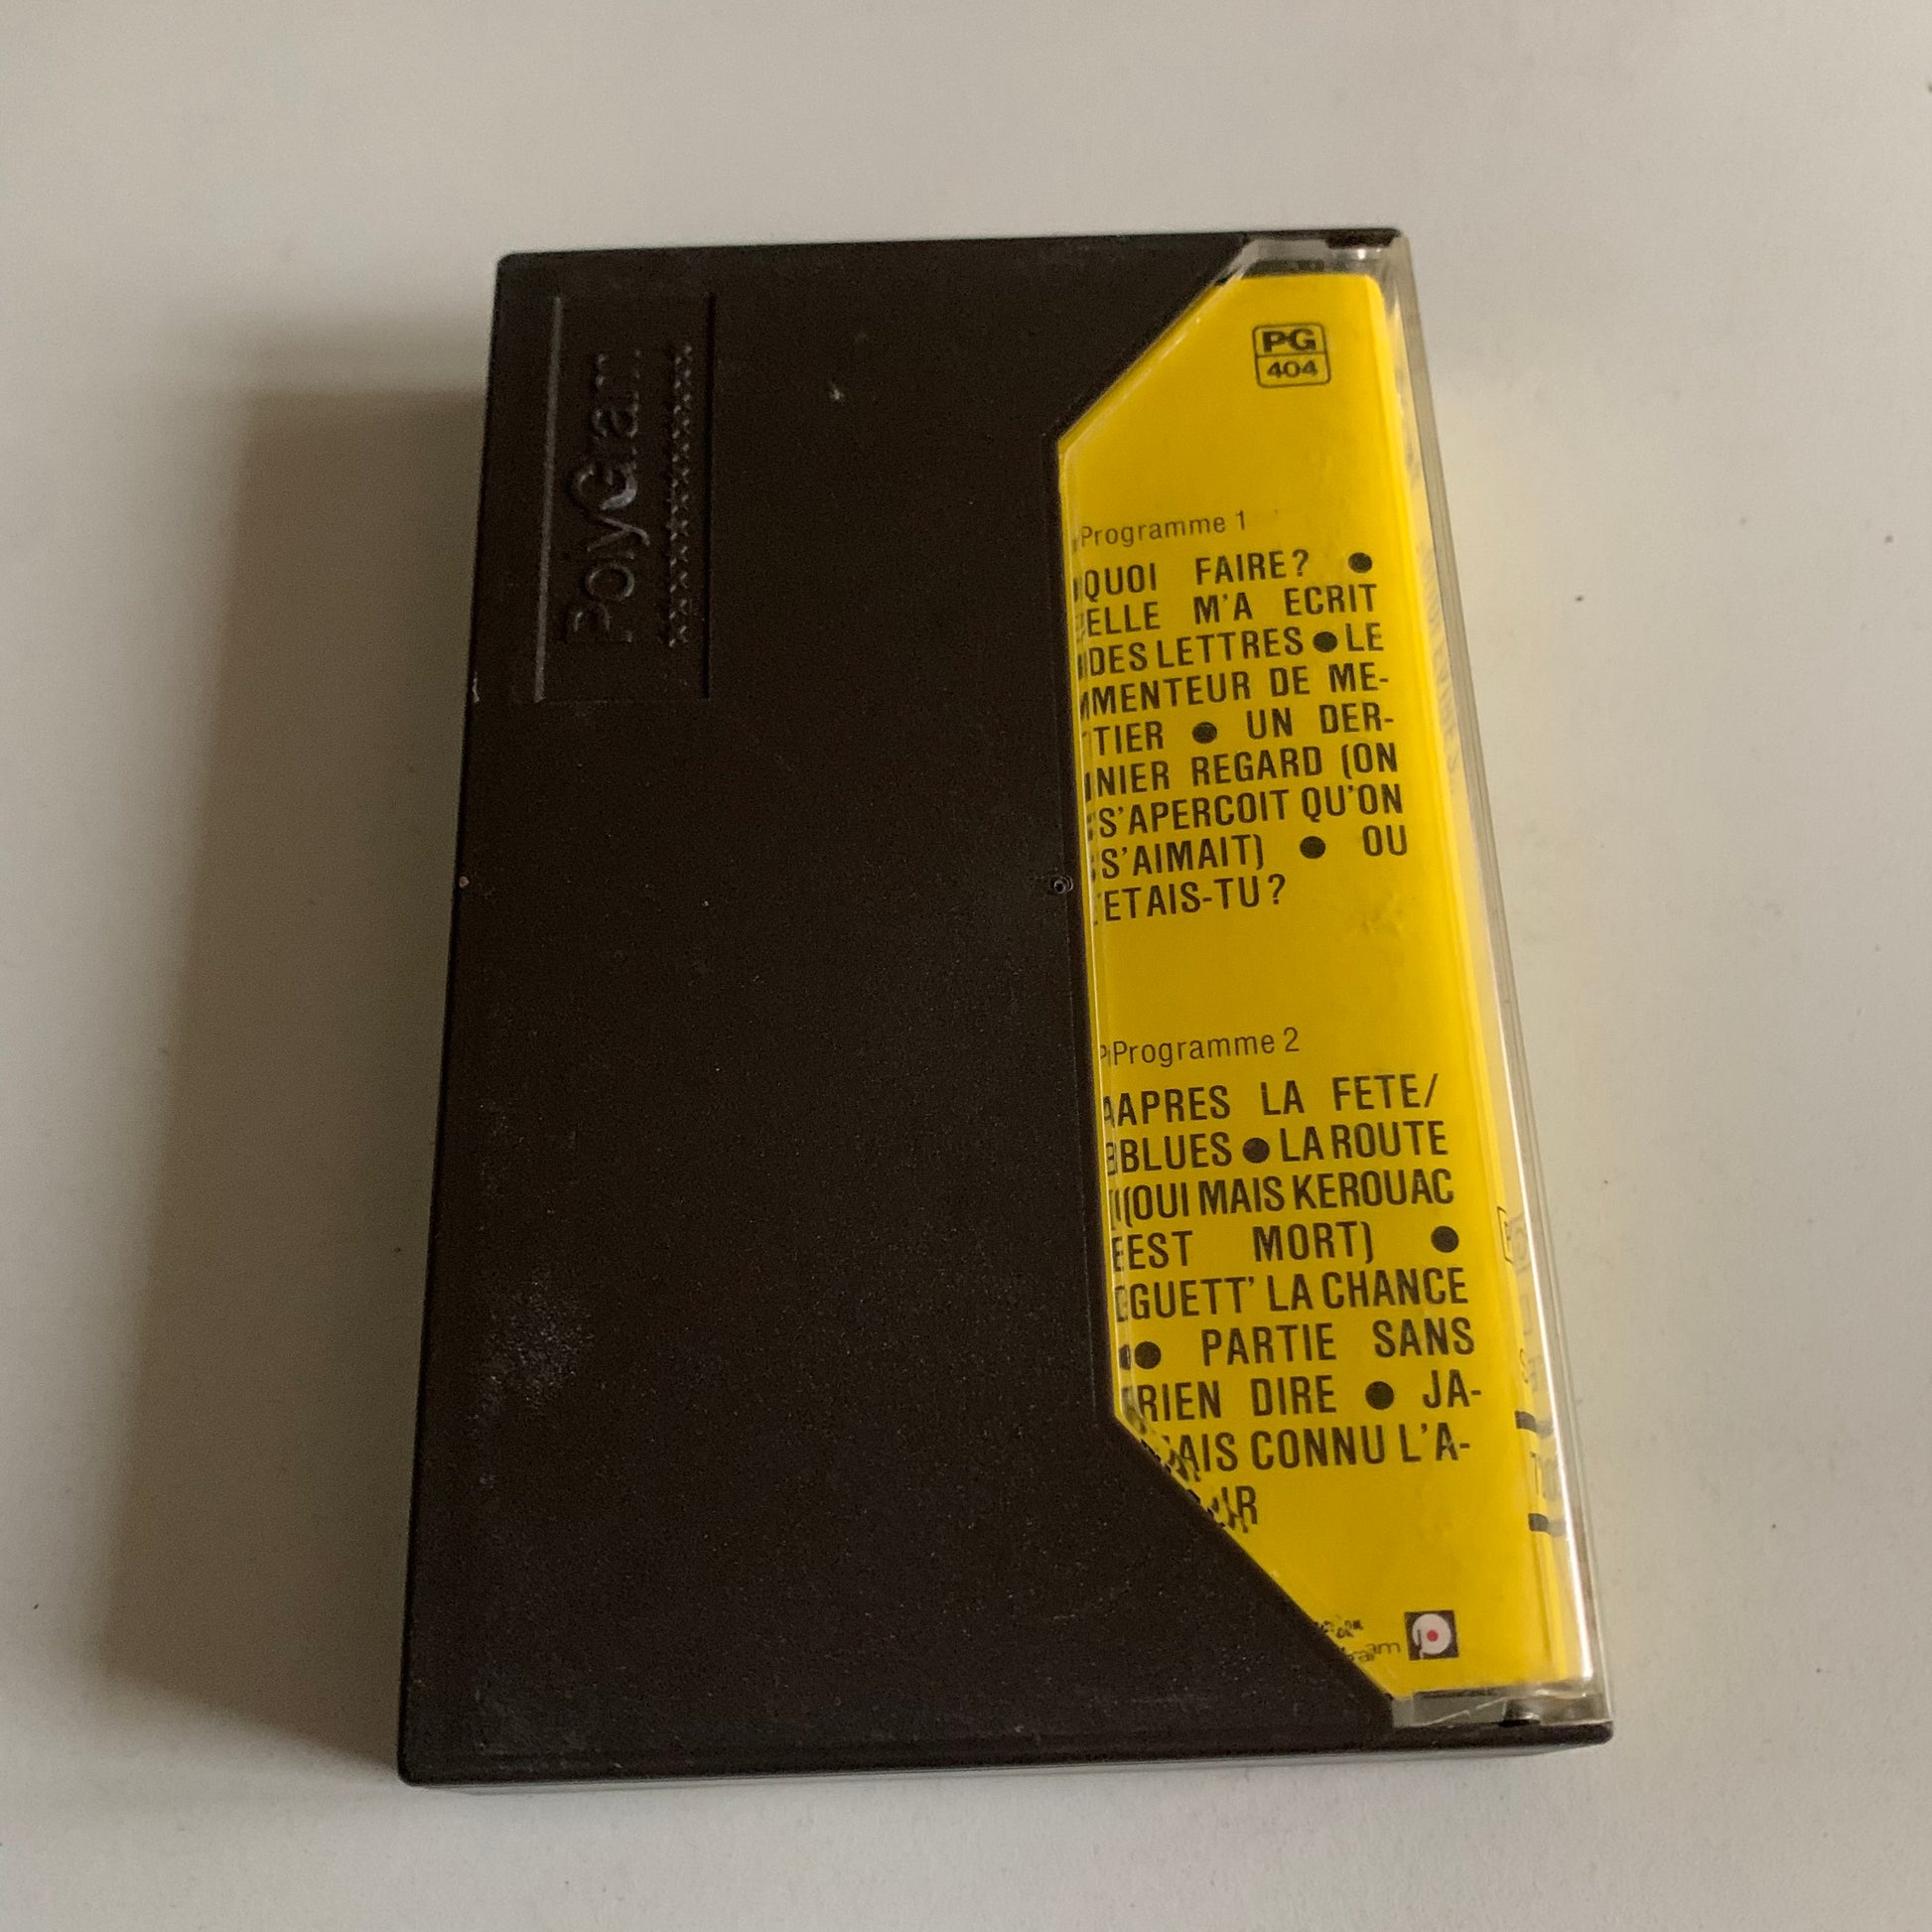 PolyGram
PG
404
Programme 1
QUOI FAIRE? ●
ELLE M'A ECRIT
DES LETTRES ● LE
MENTEUR DE ME-
TIER ● UN DER-
NIER REGARD (ON
S'APERCOIT QU'ON
S'AIMAIT) ● OU
ETAIS-TU?
Programme 2
APRES LA FETE/
BLUES ● LA ROUTE
(OUI MAIS KEROUAC
EST MORT) ●
GUETT' LA CHANCE
● PARTIE SANS
RIEN DIRE ● JA-
MAIS CONNU L'A-